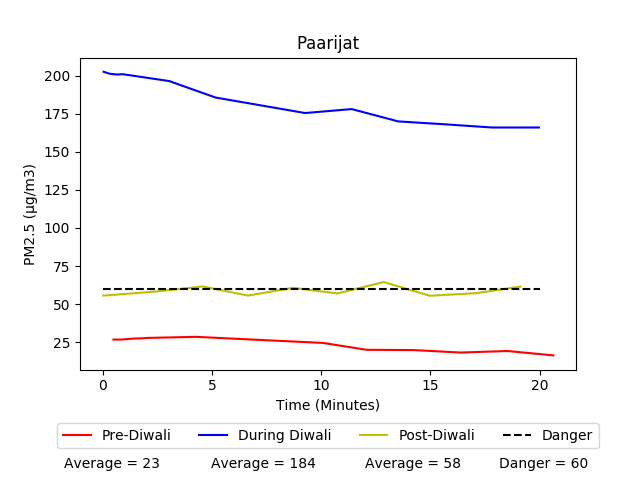 Paarijat
PM2.5 (µg/m3)
200
175
150
125
100
75
50
25
0 5 10 15 20
Time (Minutes)
Pre-Diwali During Diwali Post-Diwali Danger
Average = 23 Average = 184 Average = 58 Danger = 60